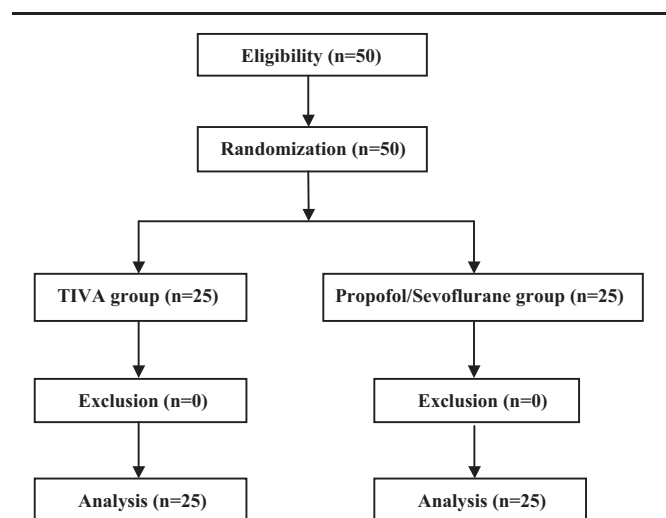 Eligibility (n=50)
Randomization (n=50)
TIVA group (n=25)
Propofol/Sevoflurane group (n=25)
Exclusion (n=0)
Exclusion (n=0)
Analysis (n=25)
Analysis (n=25)